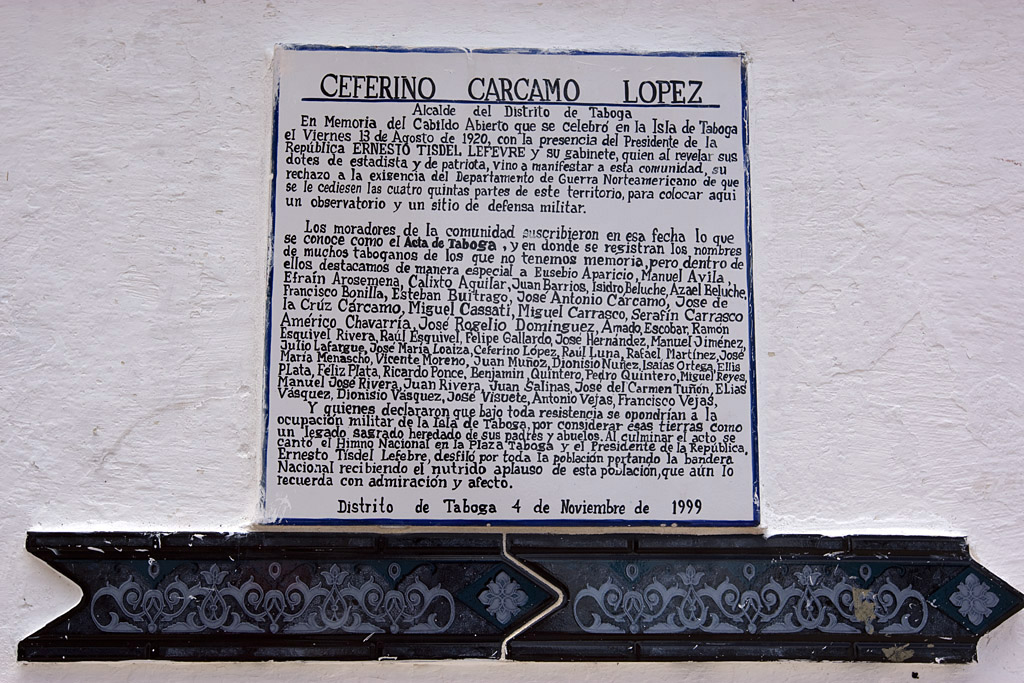 CEFERINO CARCAMO LOPEZ
Alcalde del Distrito de Taboga
En Memoria del Cabildo Abierto que se celebró en la Isla de Taboga
el Viernes 13 de Agosto de 1920, con la presencia del Presidente de la
República ERNESTO TISDEL LEFEVRE y su gabinete, quien al revelar sus
dotes de estadista y de patriota, vino a manifestar a esta comunidad, su
rechazo a la exigencia del Departamento de Guerra Norteamericano de que
se le cediesen las cuatro quintas partes de este territorio, para colocar aqui
un observatorio y un sitio de defensa militar.
Los moradores de la comunidad suscribieron en esa fecha lo que
se conoce como el Acta de Taboga, y en donde se registran los nombres
de muchos taboganos de los que no tenemos memoria, pero dentro de
ellos destacamos de manera especial a Eusebio Aparicio, Manuel Avila,
Efraín Arosemena, Calixto Aguilar, Juan Barrios, Isidro Beluche, Azael Beluche,
Francisco Bonilla, Esteban Buitrago, José Antonio Cárcamo, José de
la Cruz Cárcamo, Miguel Cassati, Miguel Carrasco, Serafín Carrasco
Américo Chavarría, José Rogelio Domínguez, Amado Escobar, Ramón
Esquivel Rivera, Raúl Esquivel, Felipe Gallardo, José Hernández, Manuel Jiménez,
Julio Lafargue, José María Loaiza, Ceferino López, Raúl Luna, Rafael Martínez, José
María Menascho, Vicente Moreno, Juan Muñoz, Dionisio Nuñez, Isaías Ortega, Ellis
Plata, Féliz Plata, Ricardo Ponce, Benjamin Quintero, Pedro Quintero, Miguel Reyes,
Manuel José Rivera, Juan Rivera, Juan Salinas, José del Carmen Tuñón, ELias
Vásquez, Dionisio Vásquez, José Visuete, Antonio Vejas, Francisco Vejas,
Y quienes declararon que bajo toda resistencia se opondrían a la
ocupación militar de la Isla de Taboga, por considerar esas tierras como
un legado sagrado heredado de sus padres y abuelos. Al culminar el acto se
cantó el Himno Nacional en la Plaza Taboga y el Presidente de la República,
Ernesto Tisdel Lefebre, desfiló por toda la población portando la bandera
Nacional recibiendo el nutrido aplauso de esta población, que aún lo
recuerda con admiración y afecto.
Distrito de Taboga 4 de Noviembre de 1999